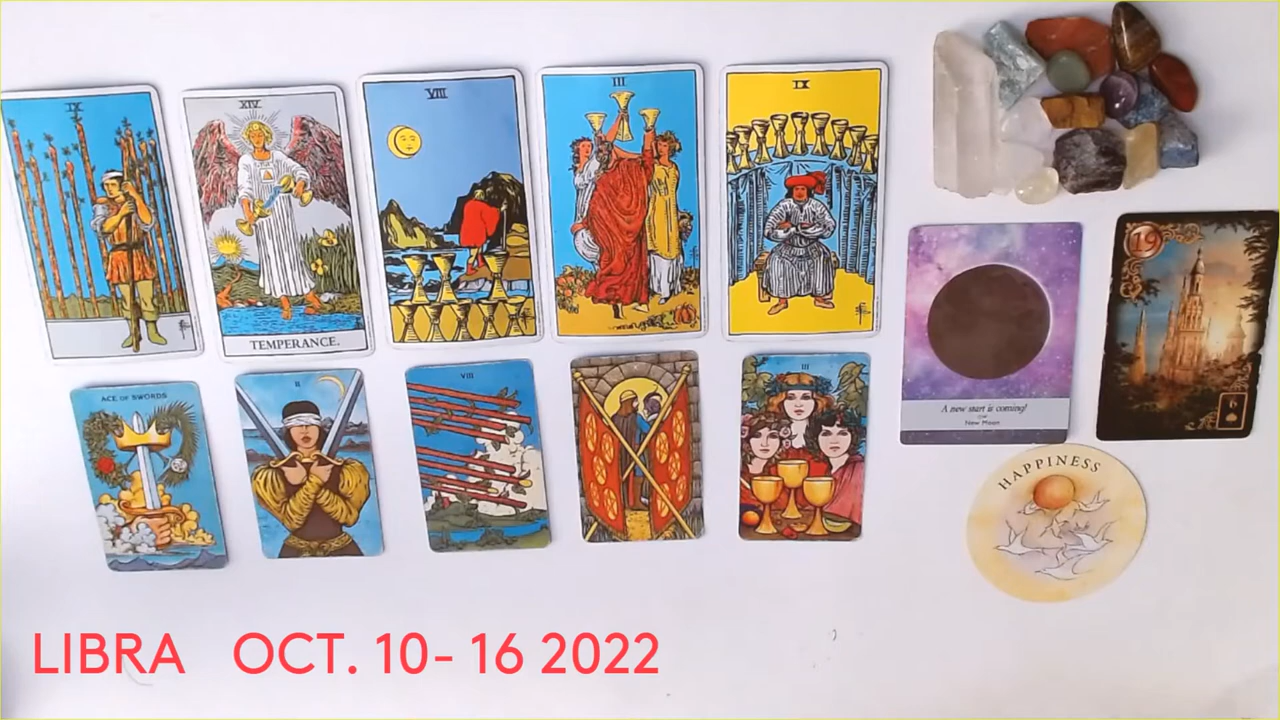 IX
XIV
VIII
III
IX
TEMPERANCE.
19
ACE OF SWORDS
II
VIII
III
A new start is coming!
New Moon
6
HAPPINESS
LIBRA OCT. 10- 16 2022